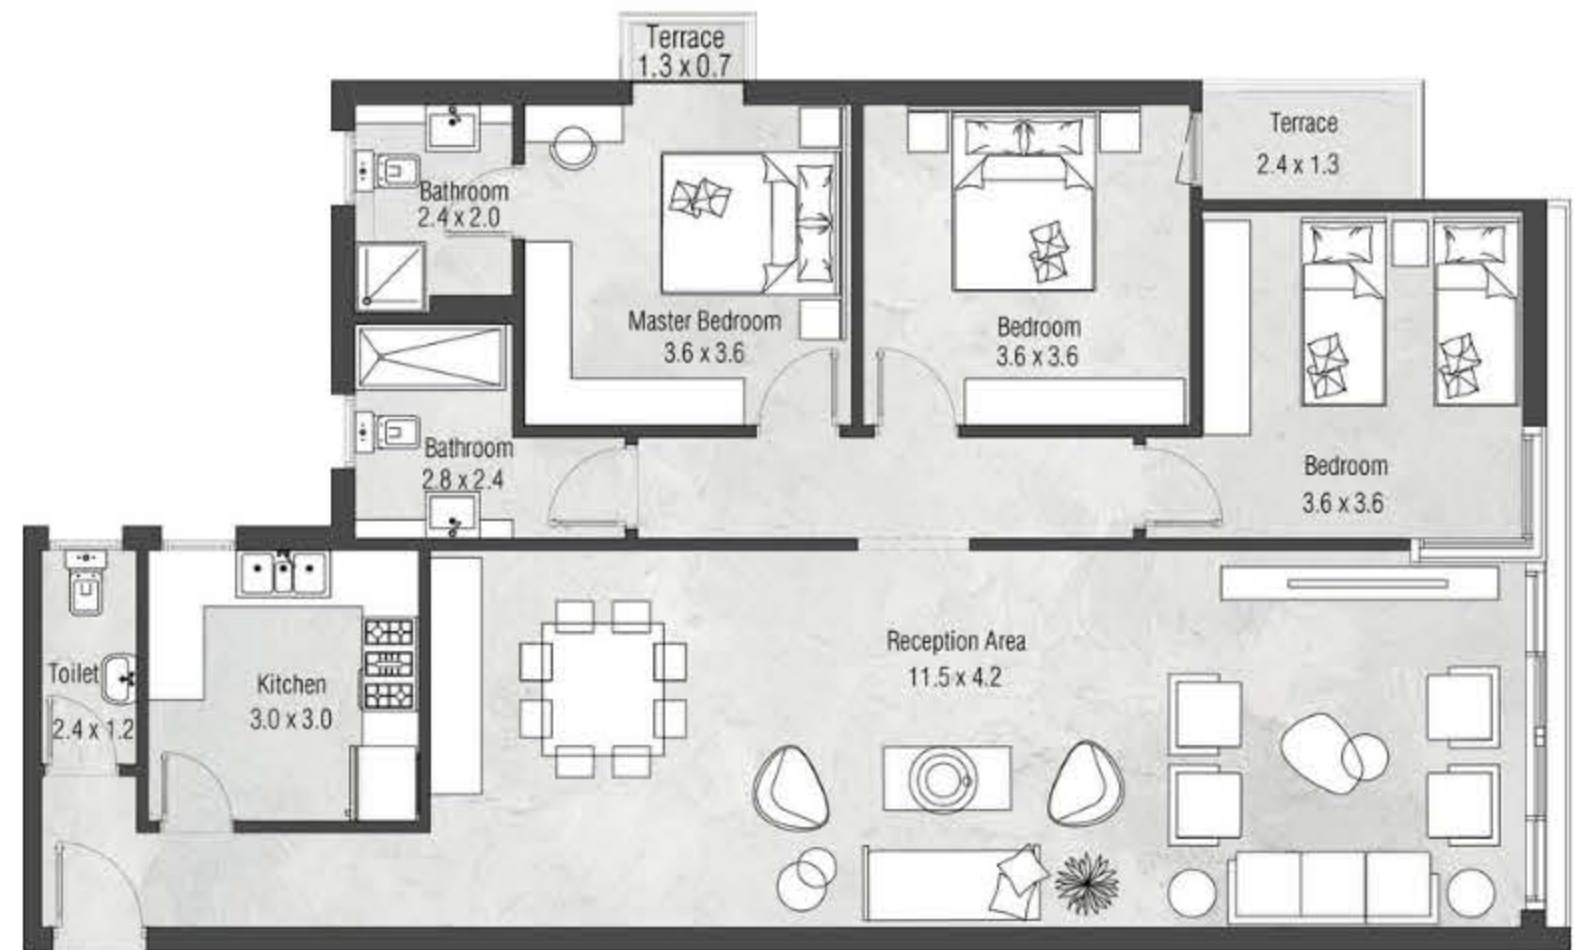 Terrace
1.3 x 0.7
Terrace
2.4 x 1.3
Bathroom
2.4 x 2.0
Master Bedroom
3.6 x 3.6
Bedroom
3.6 x 3.6
Bathroom
2.8 x 2.4
Bedroom
3.6 x 3.6
Toilet
2.4 x 1.2
Kitchen
3.0 x 3.0
Reception Area
11.5 x 4.2